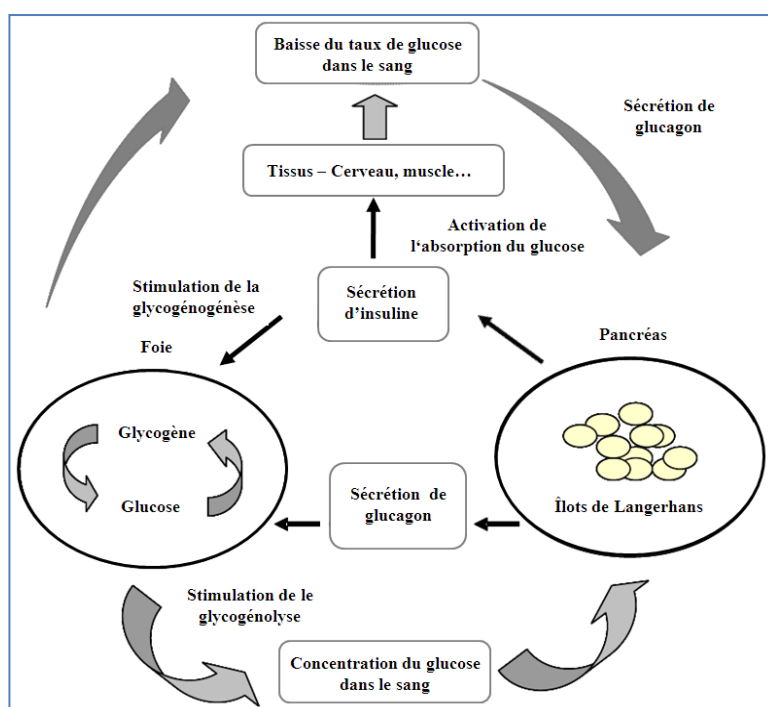 Baisse du taux de glucose
dans le sang
Sécrétion de
glucagon
Tissus – Cerveau, muscle…
Activation de
l‘absorption du glucose
Stimulation de la
glycogénogénèse
Sécrétion
d’insuline
Foie
Pancréas
Glycogène
Glucose
Sécrétion de
glucagon
Îlots de Langerhans
Stimulation de le
glycogénolyse
Concentration du glucose
dans le sang